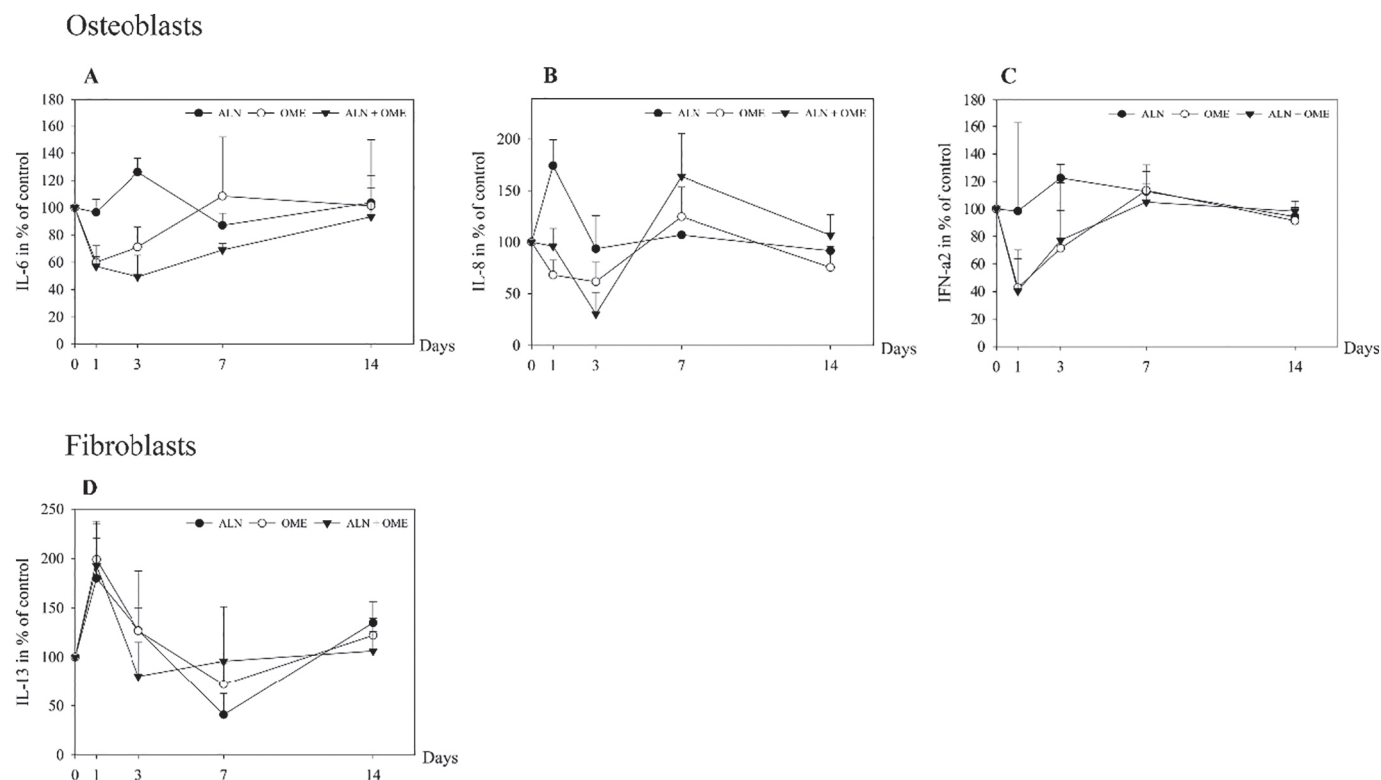 Osteoblasts
A
ALN OME ALN + OME
IL-6 in % of control
180
160
140
120
100
80
60
40
20
0
0 1 3 7 14
Days
B
ALN OME ALN + OME
IL-8 in % of control
200
150
100
50
0
0 1 3 7 14
Days
C
ALN OME ALN - OME
IFN-a2 in % of control
180
160
140
120
100
80
60
40
20
0
0 1 3 7 14
Days
Fibroblasts
D
ALN OME ALN - OME
IL-13 in % of control
250
200
150
100
50
0
0 1 3 7 14
Days